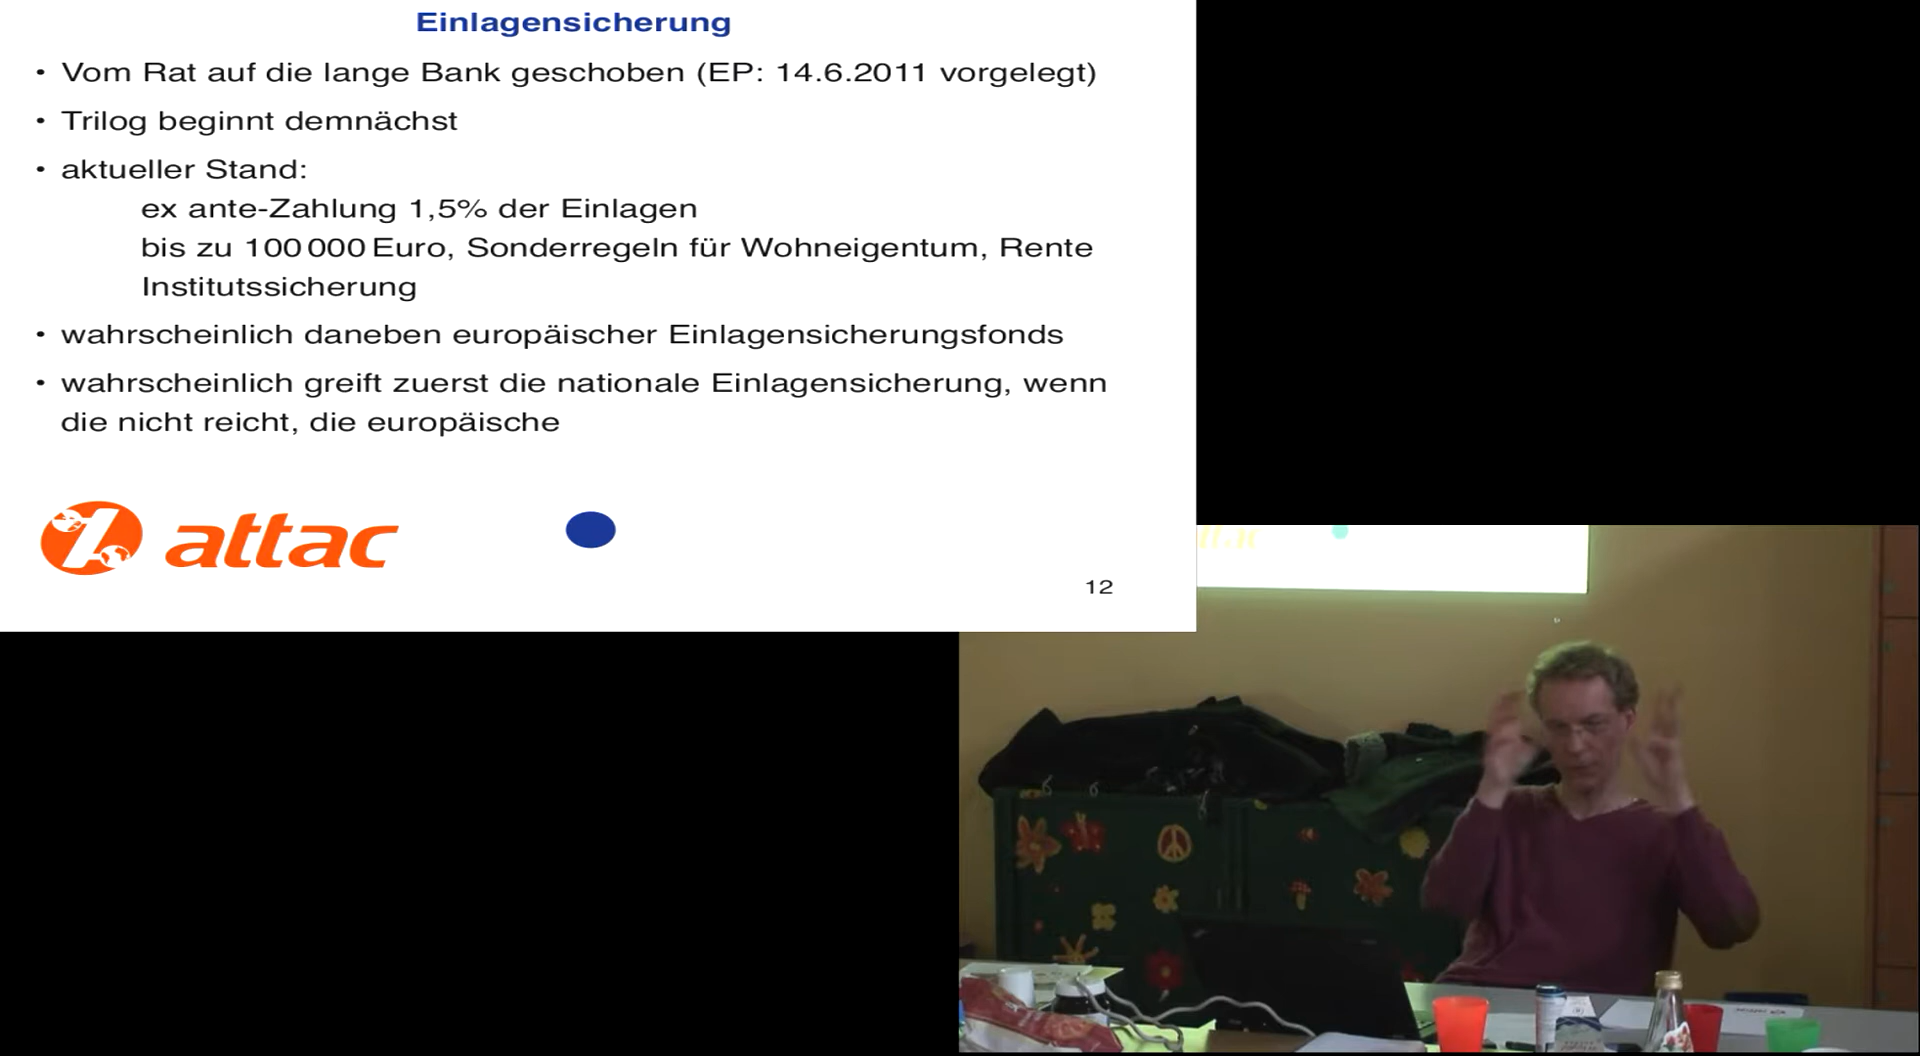 Einlagensicherung
• Vom Rat auf die lange Bank geschoben (EP: 14.6.2011 vorgelegt)
• Trilog beginnt demnächst
• aktueller Stand:
ex ante-Zahlung 1,5% der Einlagen
bis zu 100 000 Euro, Sonderregeln für Wohneigentum, Rente
Institutssicherung
• wahrscheinlich daneben europäischer Einlagensicherungsfonds
• wahrscheinlich greift zuerst die nationale Einlagensicherung, wenn
die nicht reicht, die europäische
attac
12